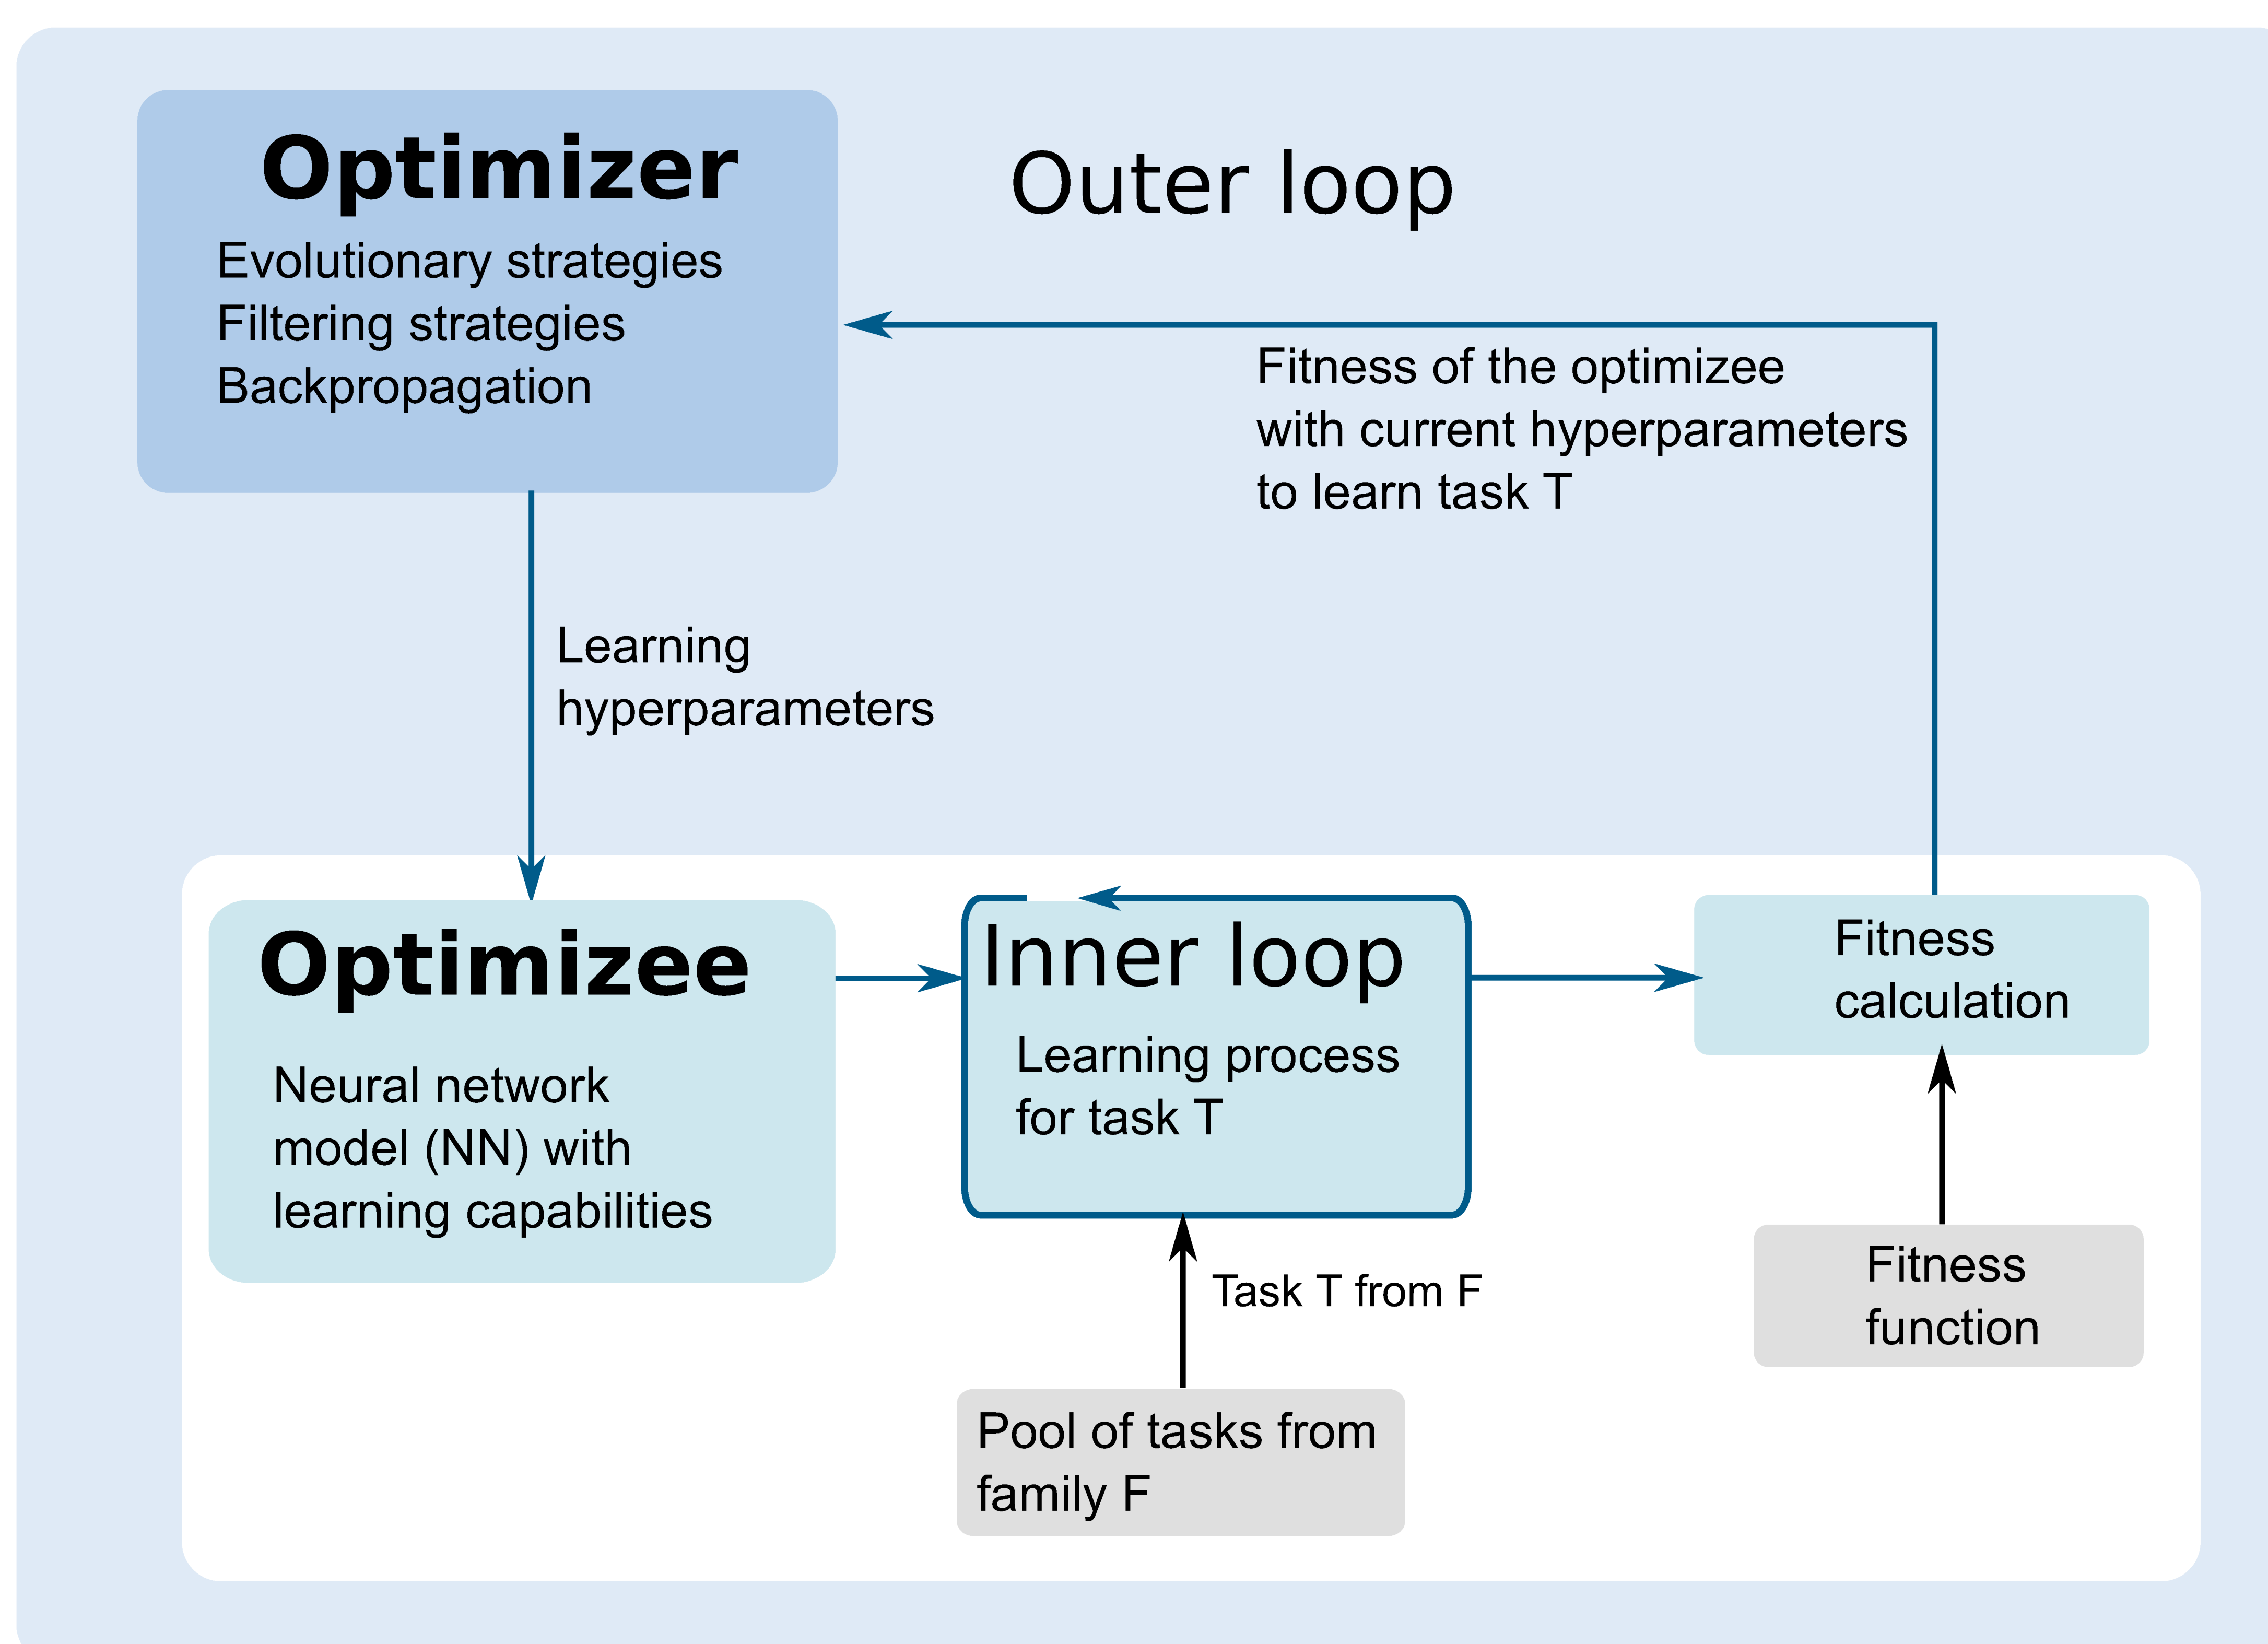 Optimizer
Evolutionary strategies
Filtering strategies
Backpropagation
Outer loop
Fitness of the optimizee
with current hyperparameters
to learn task T
Learning
hyperparameters
Optimizee
Neural network
model (NN) with
learning capabilities
Inner loop
Learning process
for task T
Fitness
calculation
Task T from F
Fitness
function
Pool of tasks from
family F